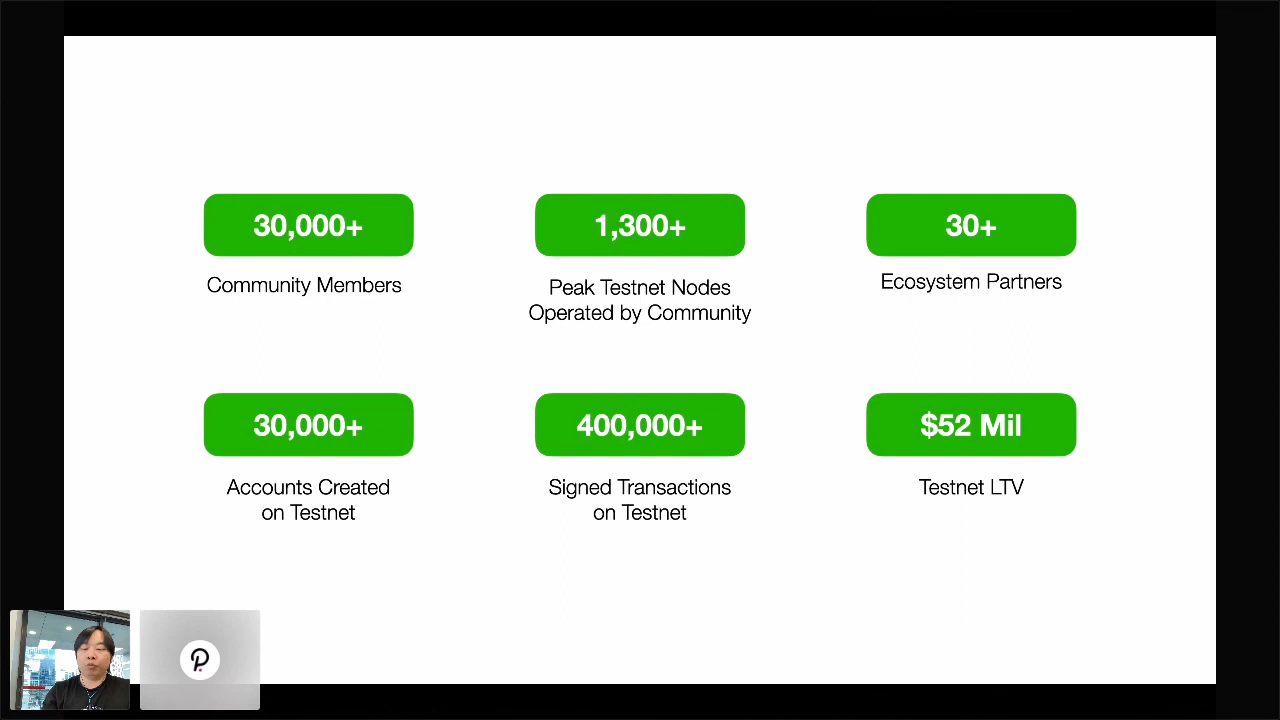 30,000+
Community Members
1,300+
Peak Testnet Nodes
Operated by Community
30+
Ecosystem Partners
30,000+
Accounts Created
on Testnet
400,000+
Signed Transactions
on Testnet
$52 Mil
Testnet LTV